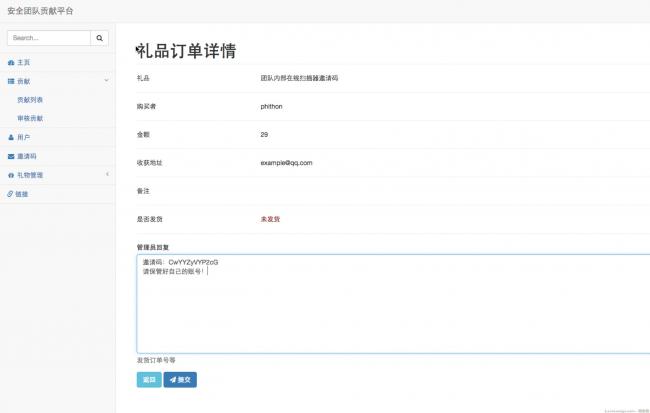 安全团队贡献平台
Search...
主页
贡献
贡献列表
审核贡献
用户
邀请码
礼物管理
链接
礼品订单详情
礼品 团队内部在线扫描器邀请码
购买者 phithon
金额 29
收获地址 example@qq.com
备注
是否发货 未发货
管理员回复
邀请码：CwYYZyVYP2cG
请保管好自己的账号！
发货订单号等
返回 提交